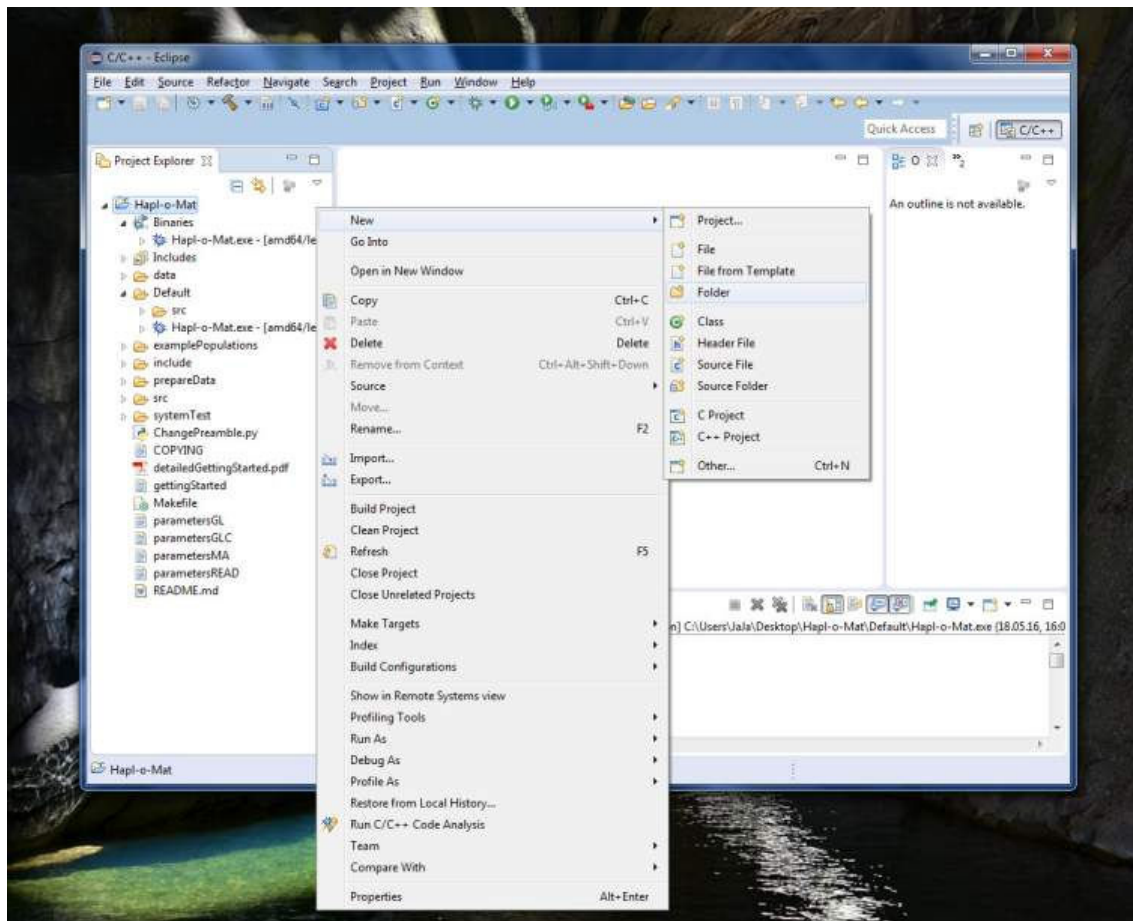 C/C++ - Eclipse
File Edit Source Refactor Navigate Search Project Run Window Help
Quick Access
C/C++
Project Explorer
O
2
An outline is not available.
Hapl-o-Mat
Binaries
Hapl-o-Mat.exe - [amd64/le
Includes
data
Default
src
Hapl-o-Mat.exe - [amd64/le
examplePopulations
include
prepareData
src
systemTest
ChangePreamble.py
COPYING
detailedGettingStarted.pdf
gettingStarted
Makefile
parametersGL
parametersGLC
parametersMA
parametersREAD
README.md
New
Go Into
Open in New Window
Copy Ctrl+C
Paste Ctrl+V
Delete Delete
Remove from Context Ctrl+Alt+Shift+Down
Source
Move...
Rename... F2
Import...
Export...
Build Project
Clean Project
Refresh F5
Close Project
Close Unrelated Projects
Make Targets
Index
Build Configurations
Show in Remote Systems view
Profiling Tools
Run As
Debug As
Profile As
Restore from Local History...
Run C/C++ Code Analysis
Team
Compare With
Properties Alt+Enter
Project...
File
File from Template
Folder
Class
Header File
Source File
Source Folder
C Project
C++ Project
Other... Ctrl+N
n] C:\Users\JaJa\Desktop\Hapl-o-Mat\Default\Hapl-o-Mat.exe (18.05.16, 16:0
Hapl-o-Mat